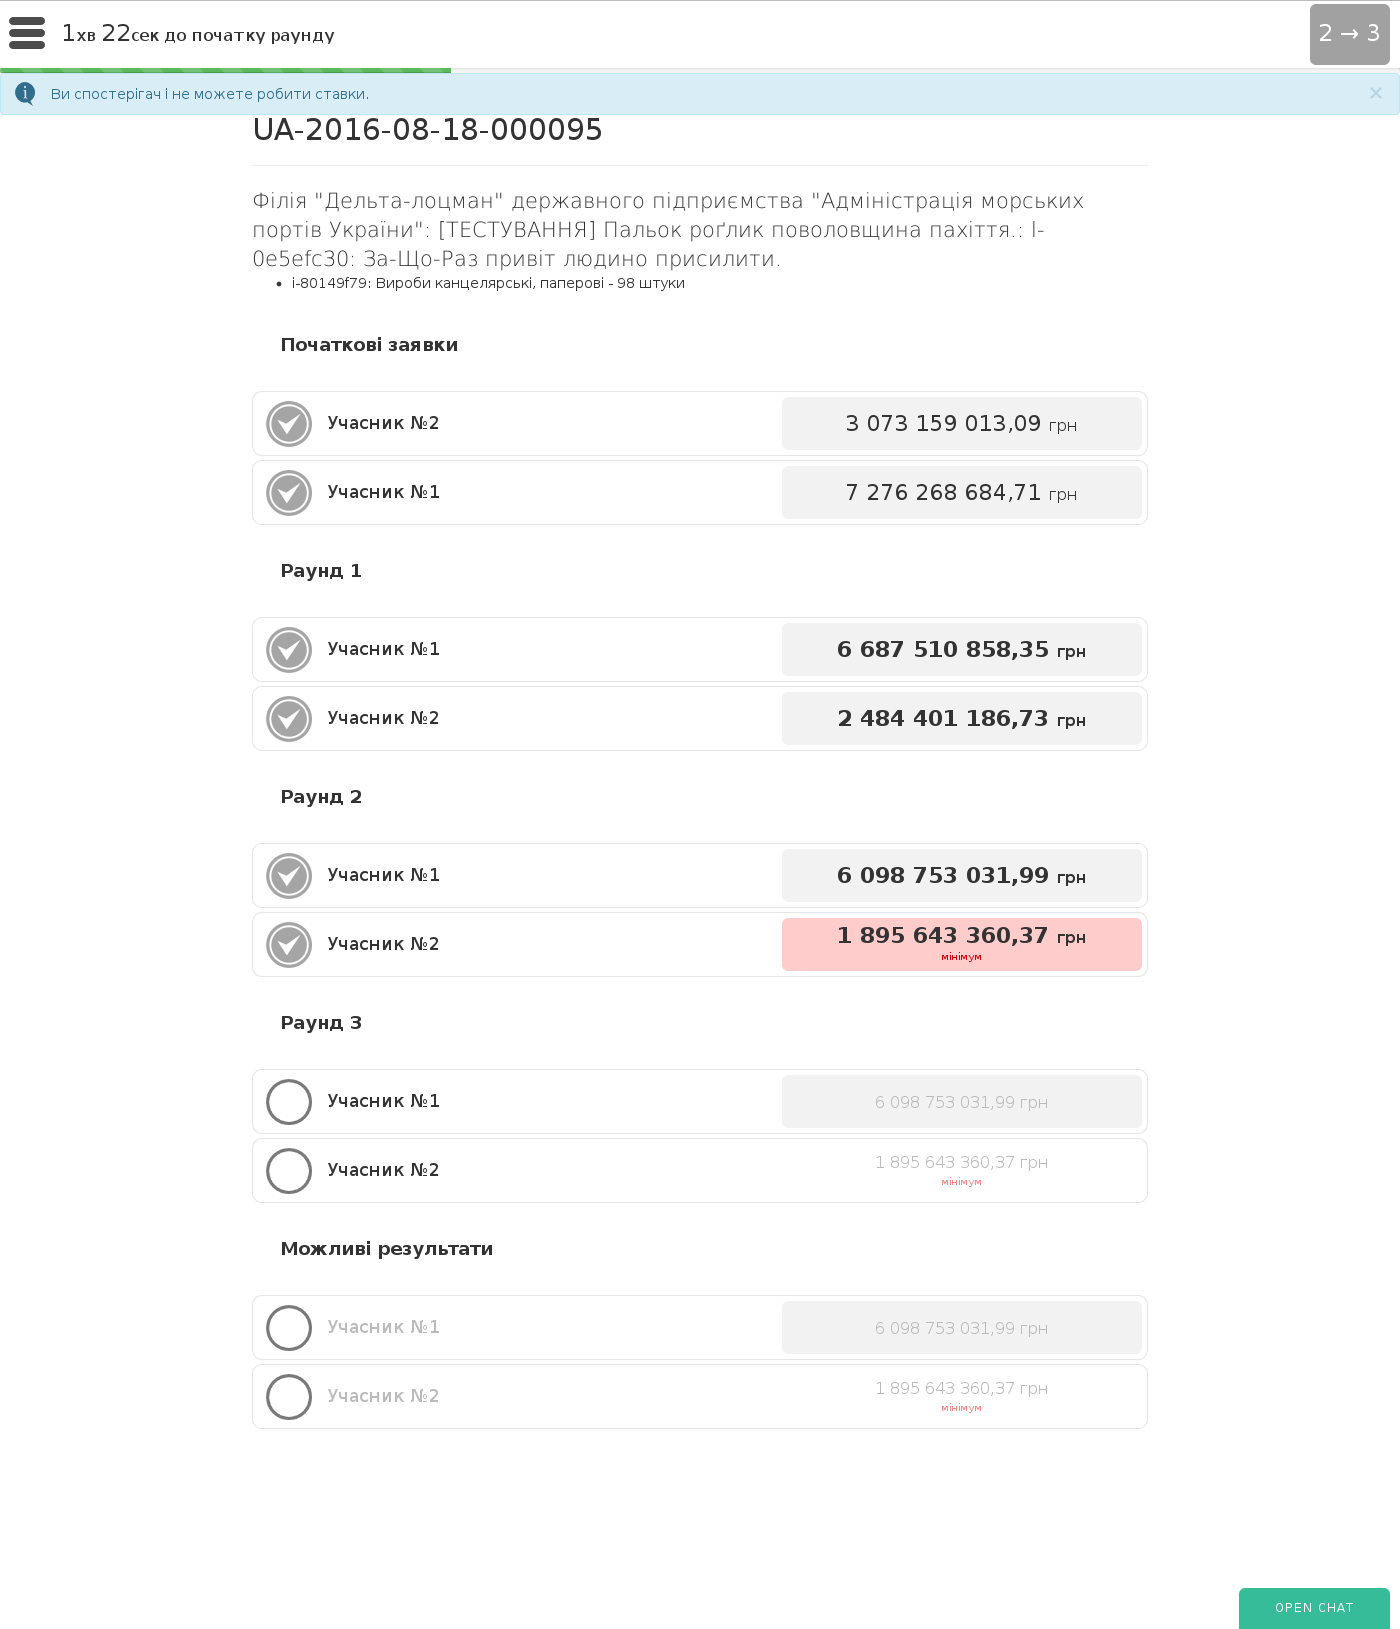 1хв 22сек до початку раунду
2 → 3
Ви спостерігач і не можете робити ставки.
×
UA-2016-08-18-000095
Філія "Дельта-лоцман" державного підприємства "Адміністрація морських
портів України": [ТЕСТУВАННЯ] Пальок роґлик поволовщина пахіття.: I-
0e5efc30: За-Що-Раз привіт людино присилити.
• i-80149f79: Вироби канцелярські, паперові - 98 штуки
Початкові заявки
Учасник №2 3 073 159 013,09 грн
Учасник №1 7 276 268 684,71 грн
Раунд 1
Учасник №1 6 687 510 858,35 грн
Учасник №2 2 484 401 186,73 грн
Раунд 2
Учасник №1 6 098 753 031,99 грн
Учасник №2 1 895 643 360,37 грн
мінімум
Раунд 3
Учасник №1 6 098 753 031,99 грн
Учасник №2 1 895 643 360,37 грн
мінімум
Можливі результати
Учасник №1 6 098 753 031,99 грн
Учасник №2 1 895 643 360,37 грн
мінімум
OPEN CHAT